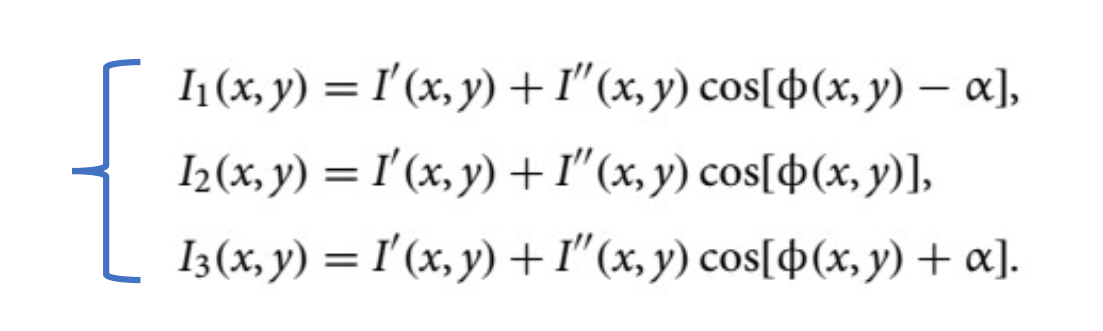 I₁(x, y) = I′(x, y) + I″(x, y) cos[ϕ(x, y) − α],
I₂(x, y) = I′(x, y) + I″(x, y) cos[ϕ(x, y)],
I₃(x, y) = I′(x, y) + I″(x, y) cos[ϕ(x, y) + α].